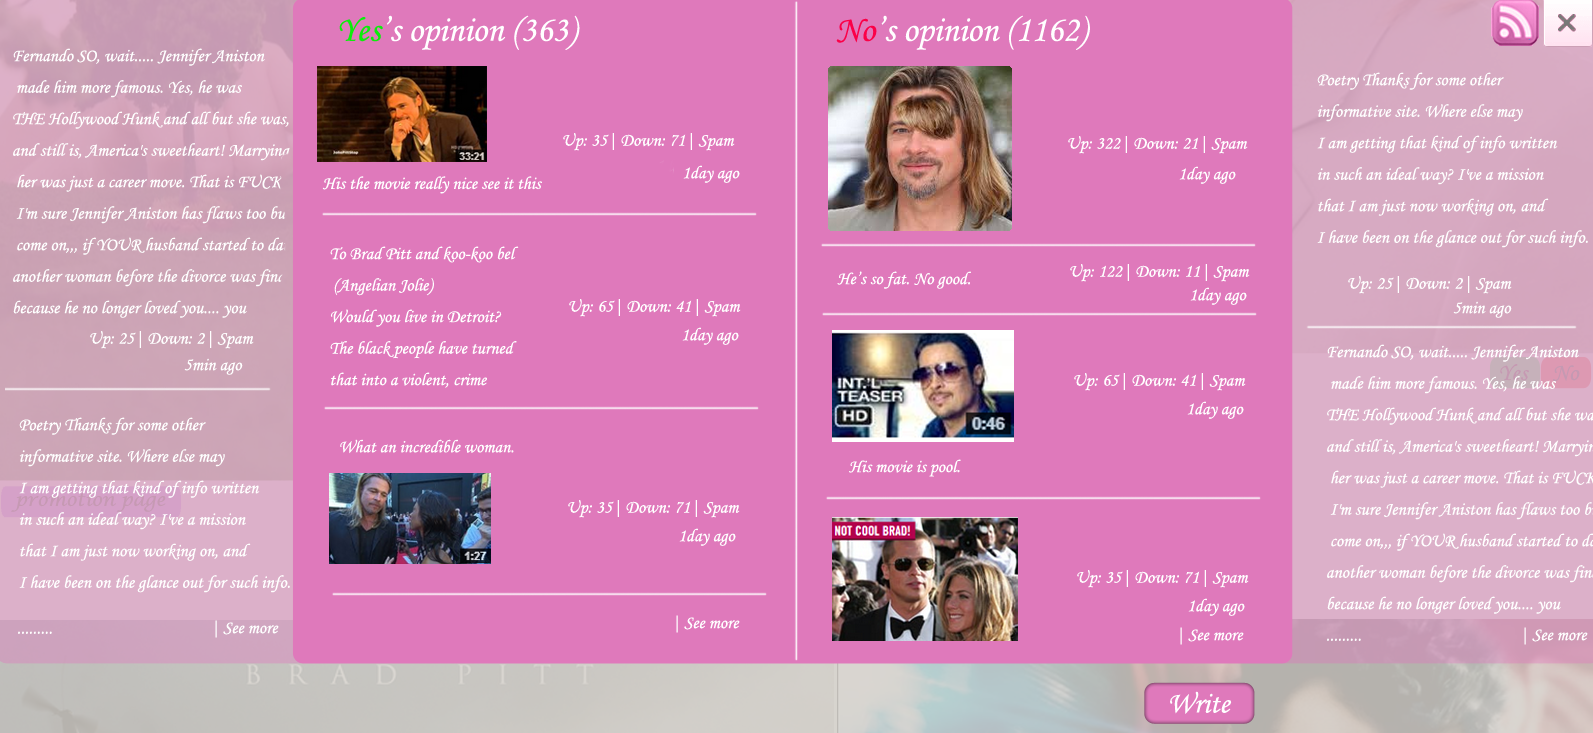 Fernando SO, wait..... Jennifer Aniston
made him more famous. Yes, he was
THE Hollywood Hunk and all but she was,
and still is, America's sweetheart! Marrying
her was just a career move. That is FUCK
I'm sure Jennifer Aniston has flaws too bu
come on,,, if YOUR husband started to da
another woman before the divorce was fina
because he no longer loved you.... you
Up: 25 | Down: 2 | Spam
5min ago
Poetry Thanks for some other
informative site. Where else may
I am getting that kind of info written
promotion page
in such an ideal way? I've a mission
that I am just now working on, and
I have been on the glance out for such info.
.........
| See more
Yes's opinion (363)
33:21
Up: 35 | Down: 71 | Spam
1day ago
His the movie really nice see it this
To Brad Pitt and koo-koo bel
(Angelian Jolie)
Would you live in Detroit?
The black people have turned
that into a violent, crime
Up: 65 | Down: 41 | Spam
1day ago
What an incredible woman.
1:27
Up: 35 | Down: 71 | Spam
1day ago
| See more
No's opinion (1162)
Up: 322 | Down: 21 | Spam
1day ago
He's so fat. No good.
Up: 122 | Down: 11 | Spam
1day ago
INT.'L
TEASER
HD
0:46
Up: 65 | Down: 41 | Spam
1day ago
His movie is pool.
NOT COOL BRAD!
Up: 35 | Down: 71 | Spam
1day ago
| See more
Poetry Thanks for some other
informative site. Where else may
I am getting that kind of info written
in such an ideal way? I've a mission
that I am just now working on, and
I have been on the glance out for such info.
Up: 25 | Down: 2 | Spam
5min ago
Fernando SO, wait..... Jennifer Aniston
Yes No
made him more famous. Yes, he was
THE Hollywood Hunk and all but she wa
and still is, America's sweetheart! Marryin
her was just a career move. That is FUCK
I'm sure Jennifer Aniston has flaws too b
come on,,, if YOUR husband started to da
another woman before the divorce was fin
because he no longer loved you.... you
.........
| See more
BRAD PITT
Write